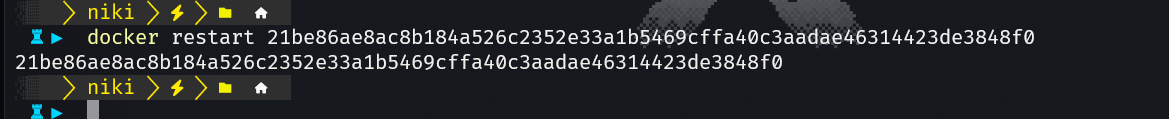 niki
docker restart 21be86ae8ac8b184a526c2352e33a1b5469cffa40c3aadae46314423de3848f0
21be86ae8ac8b184a526c2352e33a1b5469cffa40c3aadae46314423de3848f0
niki